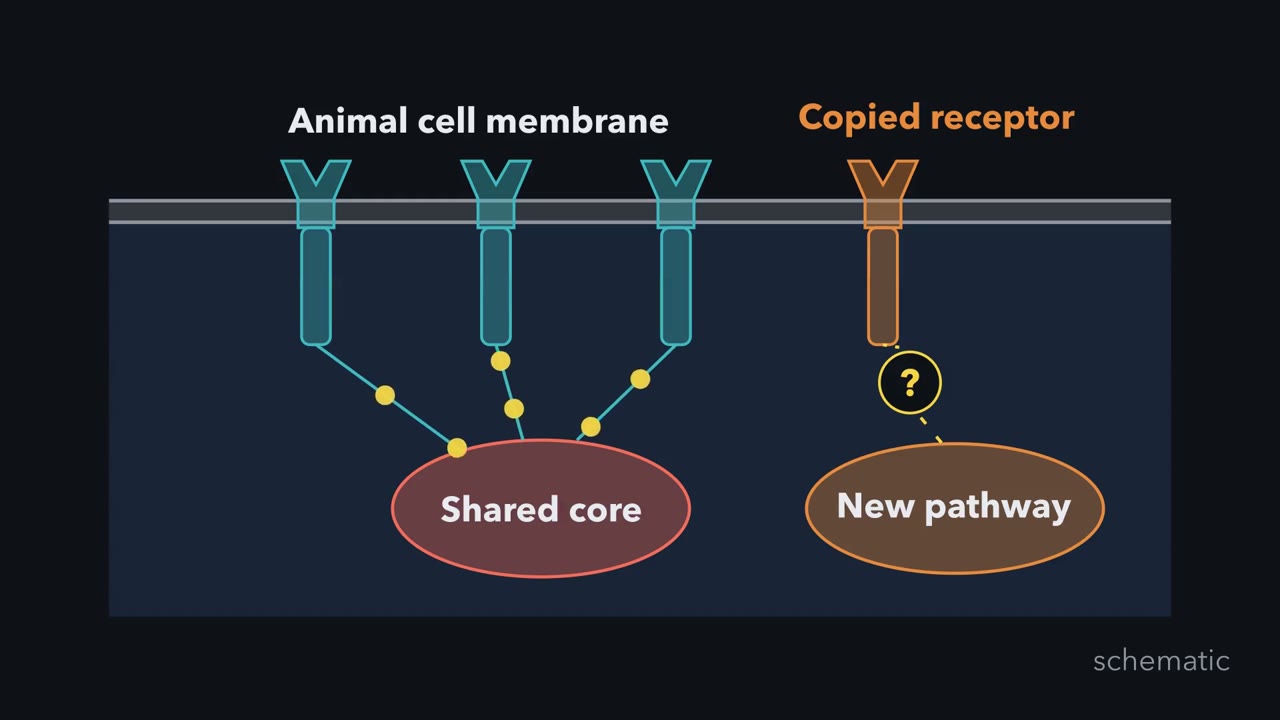 Animal cell membrane
Copied receptor
?
Shared core
New pathway
schematic